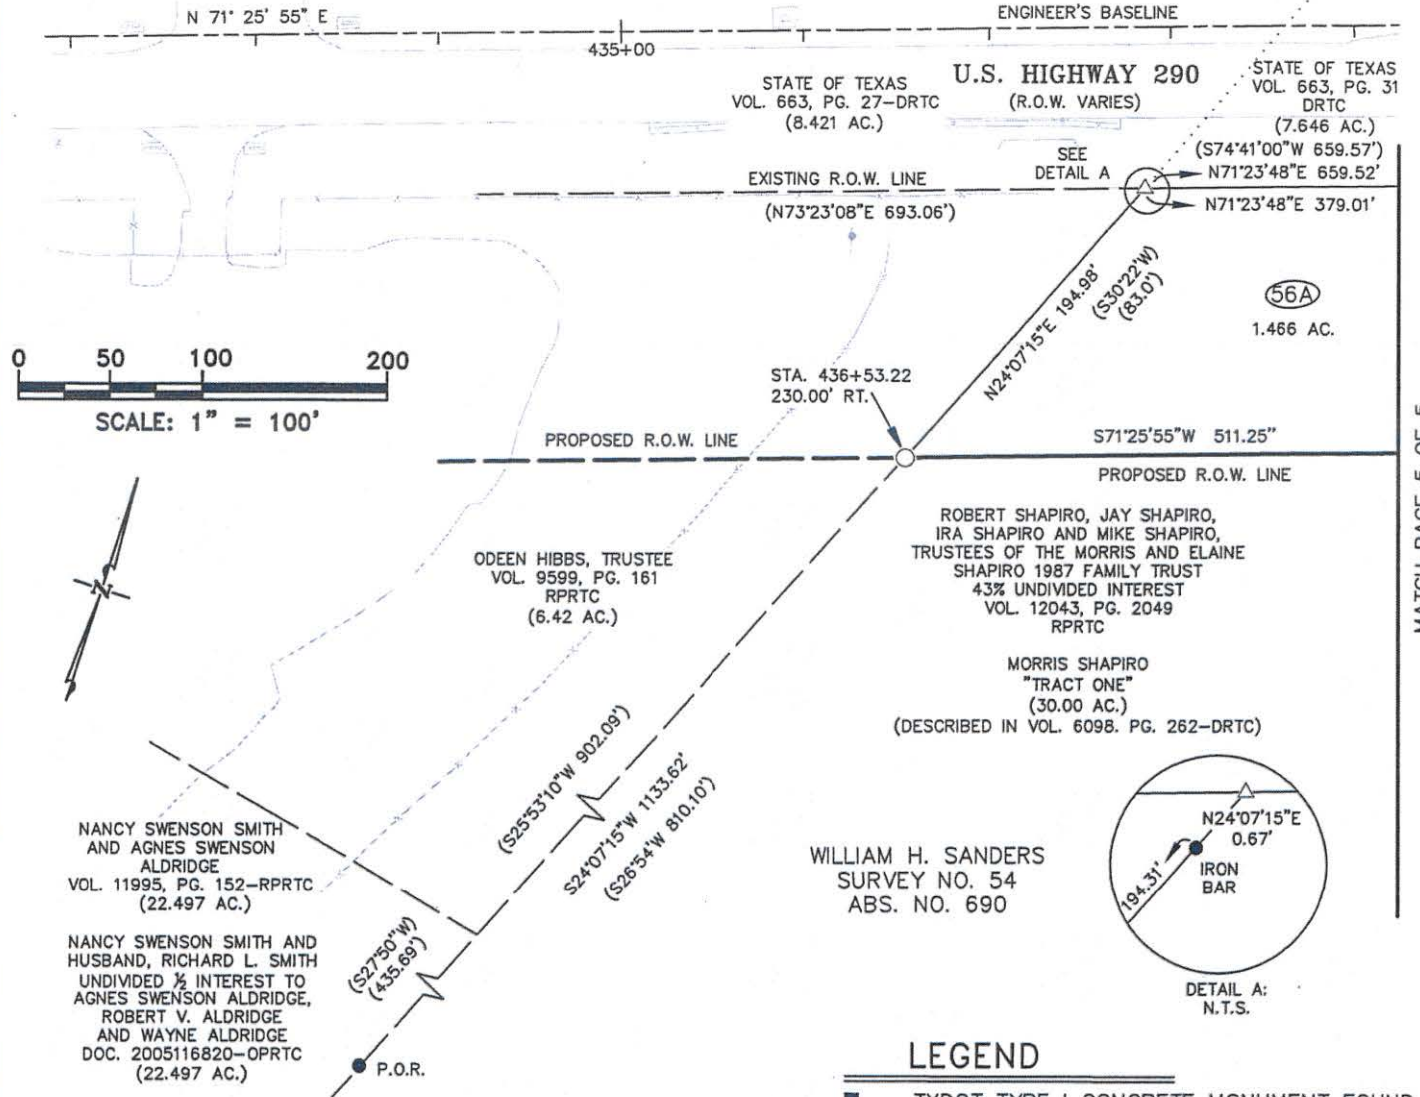 N 71° 25' 55" E
ENGINEER'S BASELINE
435+00
STATE OF TEXAS
VOL. 663, PG. 27-DRTC
(8.421 AC.)
U.S. HIGHWAY 290
(R.O.W. VARIES)
STATE OF TEXAS
VOL. 663, PG. 31
DRTC
(7.646 AC.)
(S74°41'00"W 659.57')
N71°23'48"E 659.52'
N71°23'48"E 379.01'
SEE
DETAIL A
EXISTING R.O.W. LINE
(N73°23'08"E 693.06')
N24°07'15"E 194.98'
(S30°22'W)
(83.0')
56A
1.466 AC.
0 50 100 200
SCALE: 1" = 100'
STA. 436+53.22
230.00' RT.
PROPOSED R.O.W. LINE
S71°25'55"W 511.25"
PROPOSED R.O.W. LINE
N
ODEEN HIBBS, TRUSTEE
VOL. 9599, PG. 161
RPRTC
(6.42 AC.)
ROBERT SHAPIRO, JAY SHAPIRO,
IRA SHAPIRO AND MIKE SHAPIRO,
TRUSTEES OF THE MORRIS AND ELAINE
SHAPIRO 1987 FAMILY TRUST
43% UNDIVIDED INTEREST
VOL. 12043, PG. 2049
RPRTC
MORRIS SHAPIRO
"TRACT ONE"
(30.00 AC.)
(DESCRIBED IN VOL. 6098. PG. 262-DRTC)
(S25°53'10"W 902.09')
S24°07'15"W 1133.62'
(S26°54'W 810.10')
NANCY SWENSON SMITH
AND AGNES SWENSON
ALDRIDGE
VOL. 11995, PG. 152-RPRTC
(22.497 AC.)
NANCY SWENSON SMITH AND
HUSBAND, RICHARD L. SMITH
UNDIVIDED ½ INTEREST TO
AGNES SWENSON ALDRIDGE,
ROBERT V. ALDRIDGE
AND WAYNE ALDRIDGE
DOC. 2005116820-OPRTC
(22.497 AC.)
(S27°50"W)
(435.69')
P.O.R.
WILLIAM H. SANDERS
SURVEY NO. 54
ABS. NO. 690
N24°07'15"E
0.67'
IRON
BAR
194.31'
DETAIL A:
N.T.S.
LEGEND
TXDOT TYPE I CONCRETE MONUMENT FOUND
MATCH PAGE 5 OF 5